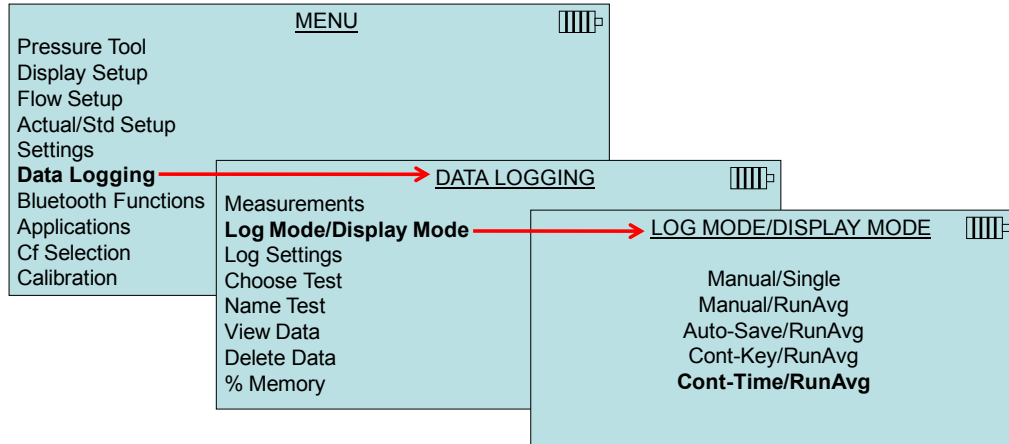 MENU
Pressure Tool
Display Setup
Flow Setup
Actual/Std Setup
Settings
Data Logging
Bluetooth Functions
Applications
Cf Selection
Calibration
DATA LOGGING
Measurements
Log Mode/Display Mode
Log Settings
Choose Test
Name Test
View Data
Delete Data
% Memory
LOG MODE/DISPLAY MODE
Manual/Single
Manual/RunAvg
Auto-Save/RunAvg
Cont-Key/RunAvg
Cont-Time/RunAvg